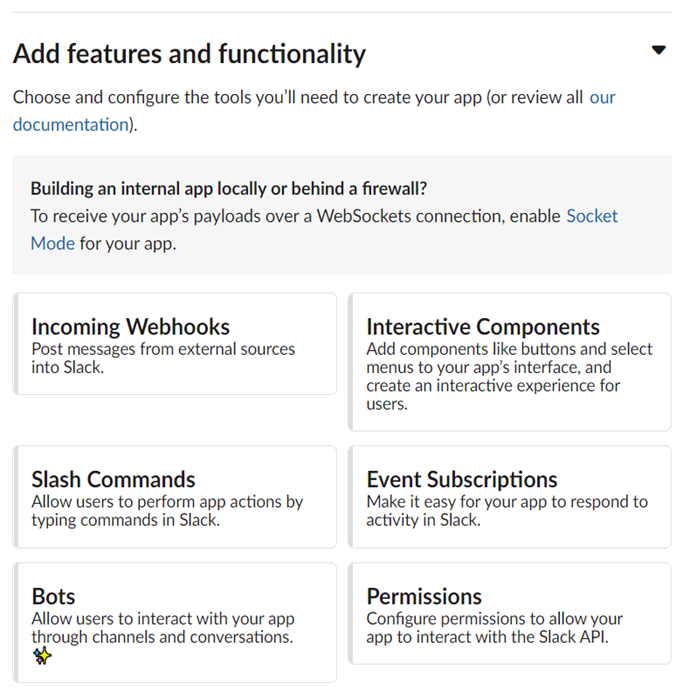 Add features and functionality
Choose and configure the tools you’ll need to create your app (or review all our
documentation).
Building an internal app locally or behind a firewall?
To receive your app’s payloads over a WebSockets connection, enable Socket
Mode for your app.
Incoming Webhooks
Post messages from external sources
into Slack.
Interactive Components
Add components like buttons and select
menus to your app’s interface, and
create an interactive experience for
users.
Slash Commands
Allow users to perform app actions by
typing commands in Slack.
Event Subscriptions
Make it easy for your app to respond to
activity in Slack.
Bots
Allow users to interact with your app
through channels and conversations.
Permissions
Configure permissions to allow your
app to interact with the Slack API.